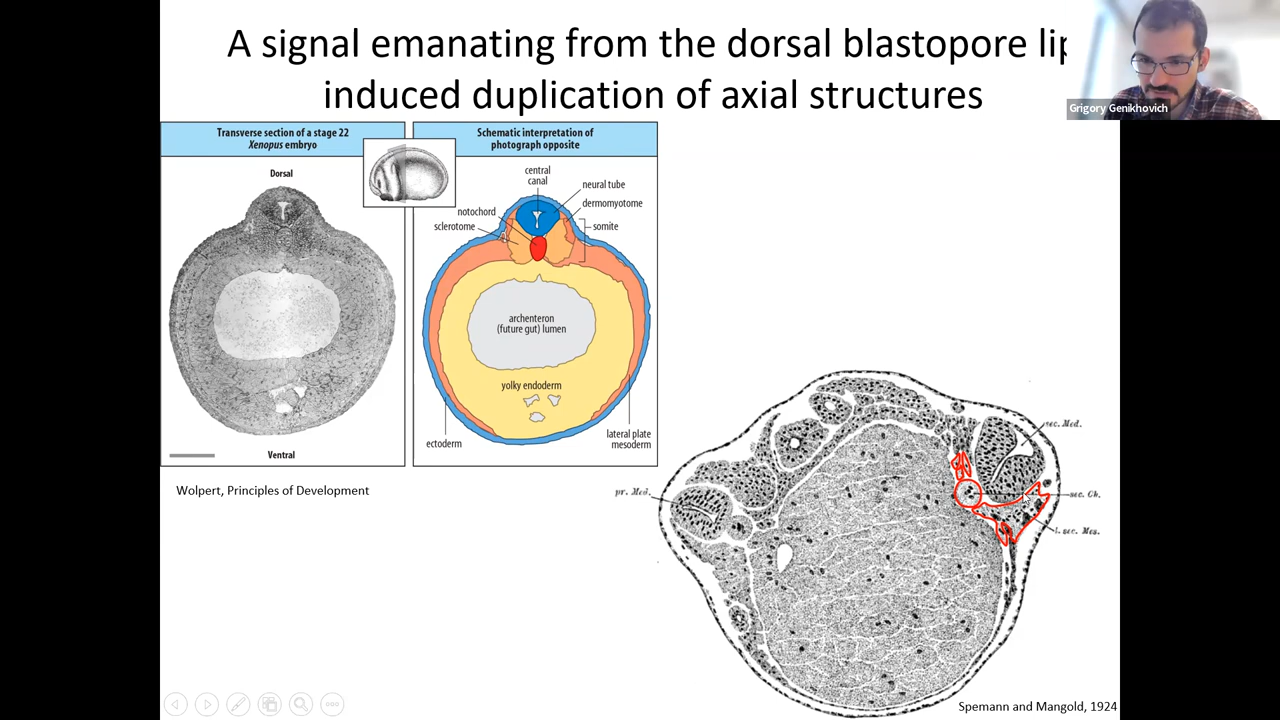 A signal emanating from the dorsal blastopore lip
induced duplication of axial structures
Grigory Genikhovich
Transverse section of a stage 22
Xenopus embryo
Dorsal
Ventral
Schematic interpretation of
photograph opposite
central
canal
neural tube
dermomyotome
notochord
sclerotome
somite
archenteron
(future gut) lumen
yolky endoderm
ectoderm
lateral plate
mesoderm
Wolpert, Principles of Development
sec. Med.
pr. Med.
sec. Ch.
l. sec. Mes.
Spemann and Mangold, 1924